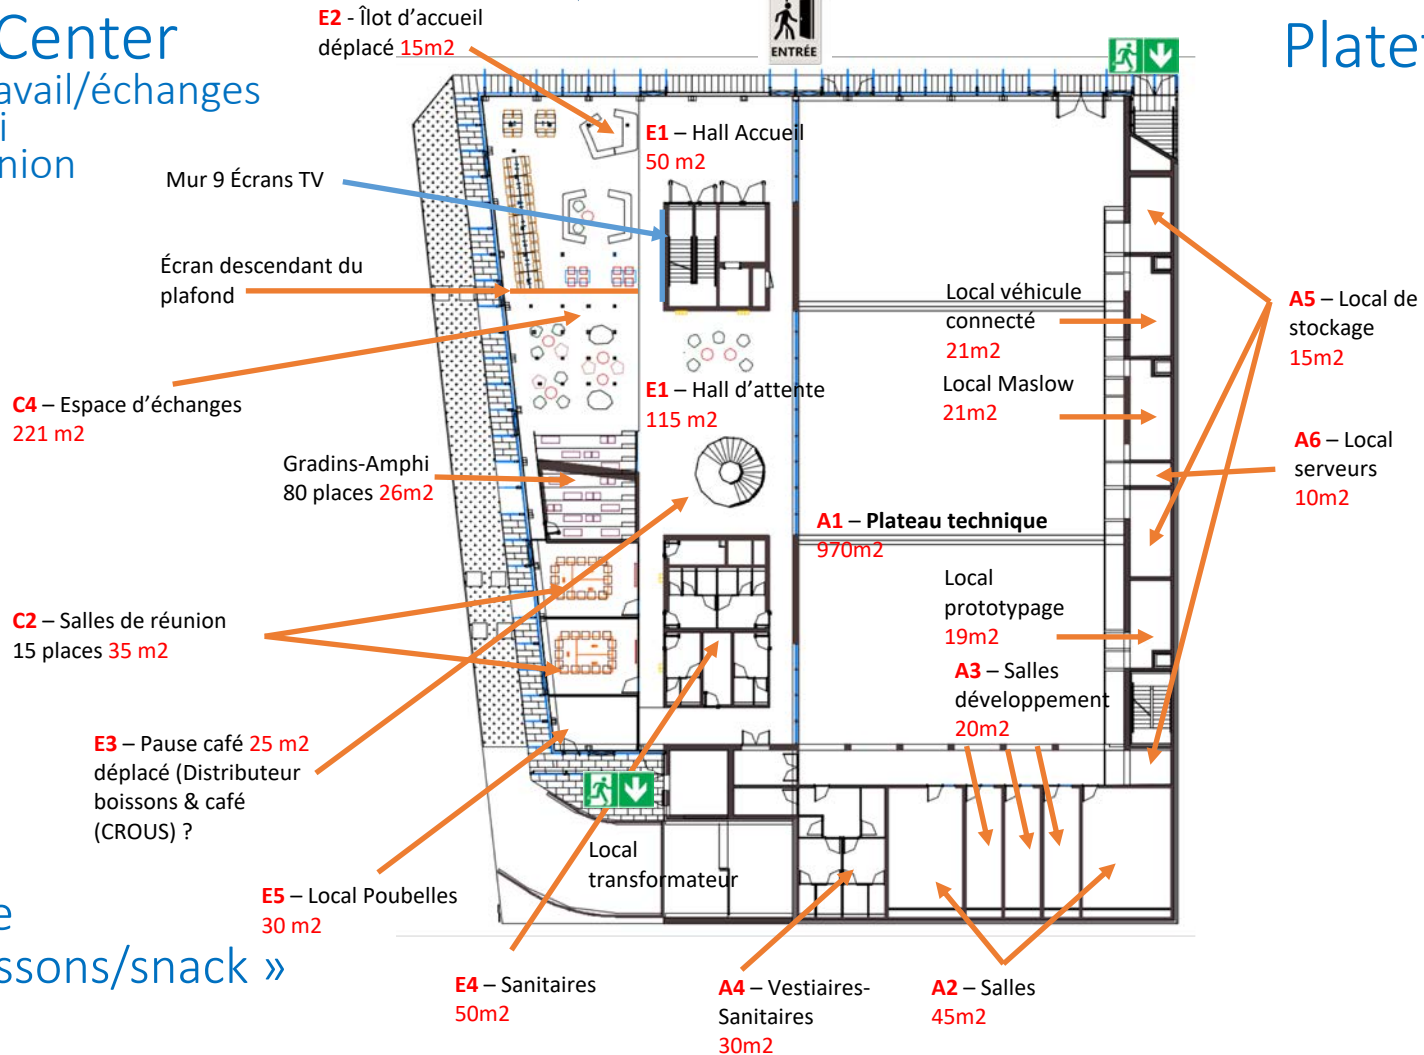 Center
avail/échanges
i
nion
E2 - Îlot d’accueil
déplacé 15m2
ENTRÉE
Platet
E1 – Hall Accueil
50 m2
Mur 9 Écrans TV
Écran descendant du
plafond
Local véhicule
connecté
21m2
A5 – Local de
stockage
15m2
C4 – Espace d’échanges
221 m2
E1 – Hall d’attente
115 m2
Local Maslow
21m2
A6 – Local
serveurs
10m2
Gradins-Amphi
80 places 26m2
A1 – Plateau technique
970m2
Local
prototypage
19m2
C2 – Salles de réunion
15 places 35 m2
A3 – Salles
développement
20m2
E3 – Pause café 25 m2
déplacé (Distributeur
boissons & café
(CROUS) ?
Local
transformateur
E5 – Local Poubelles
30 m2
e
ssons/snack »
E4 – Sanitaires
50m2
A4 – Vestiaires-
Sanitaires
30m2
A2 – Salles
45m2